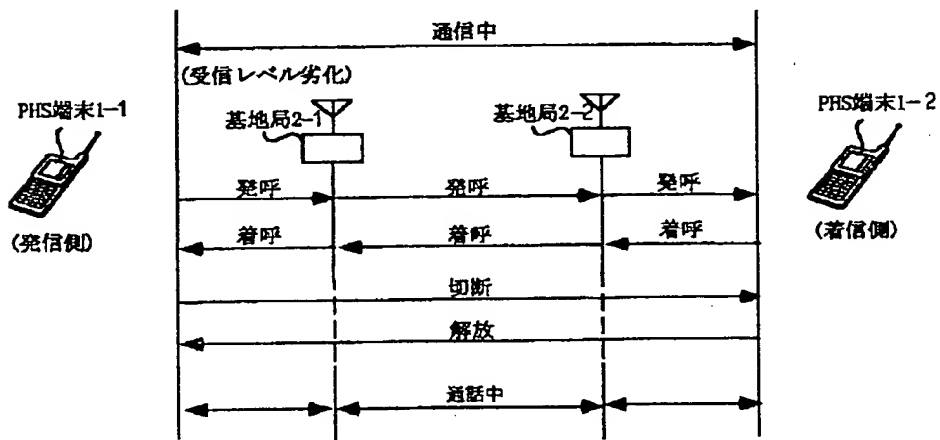 通信中
(受信レベル劣化)
PHS端末1-1
基地局2-1
基地局2-2
PHS端末1-2
発呼
発呼
発呼
(発信側)
着呼
着呼
着呼
(着信側)
切断
解放
通話中